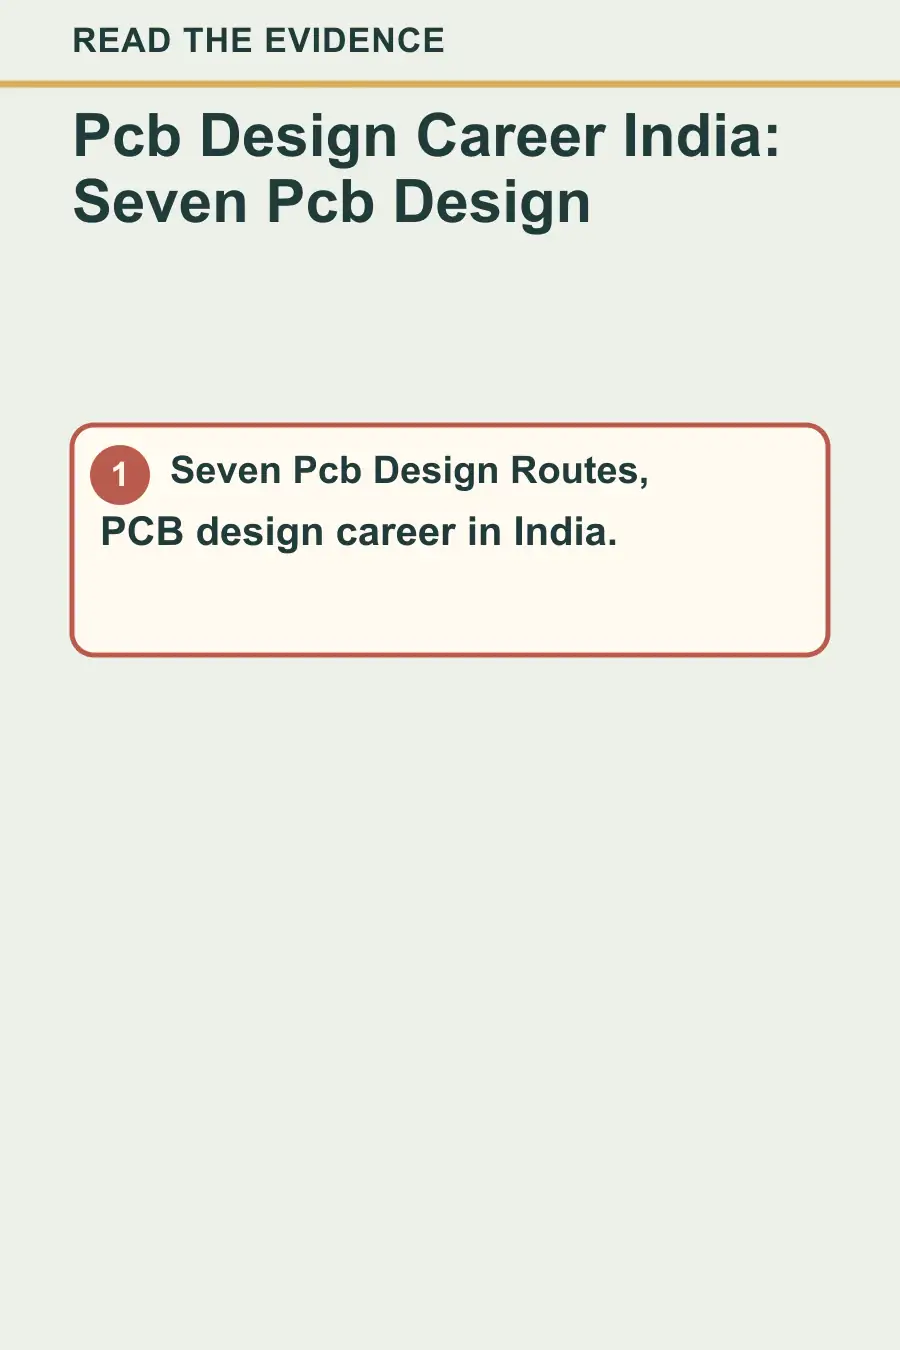 READ THE EVIDENCE
Pcb Design Career India:
Seven Pcb Design
1 Seven Pcb Design Routes,
PCB design career in India.